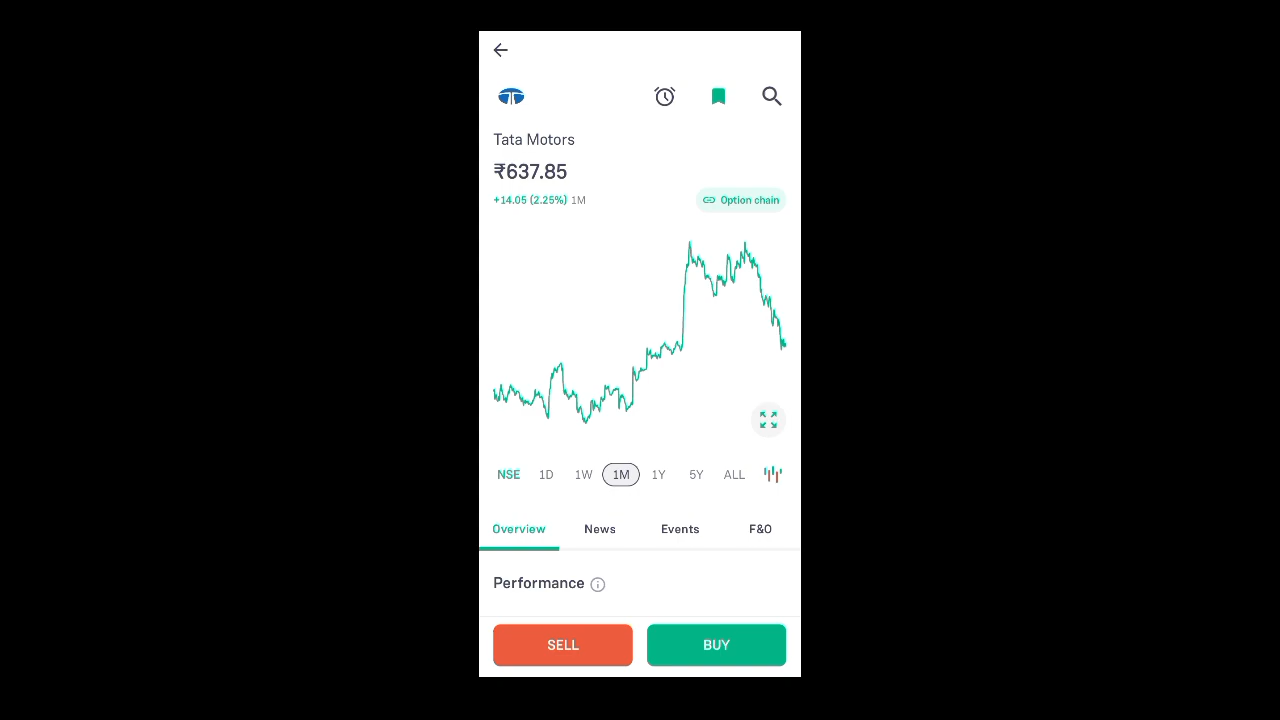 Tata Motors
₹637.85
+14.05 (2.25%) 1M
Option chain
NSE 1D 1W 1M 1Y 5Y ALL
Overview News Events F&O
Performance
SELL BUY